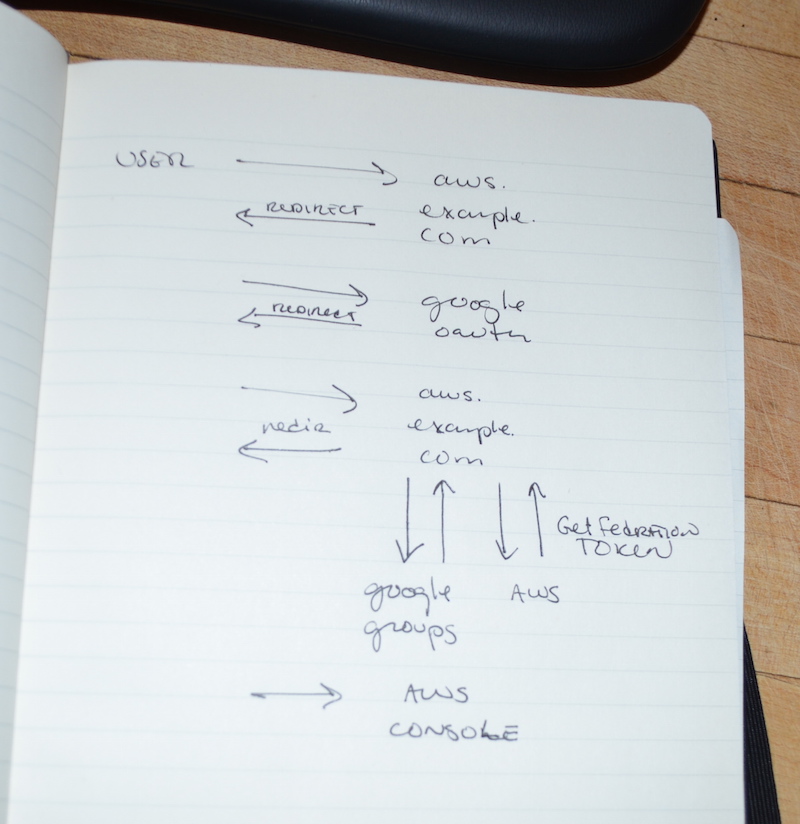 USER
aws.
REDIRECT
example.
com
google
REDIRECT
oauth
aws.
redir
example.
com
GetFederation
TOKEN
google
AWS
groups
AWS
CONSOLE